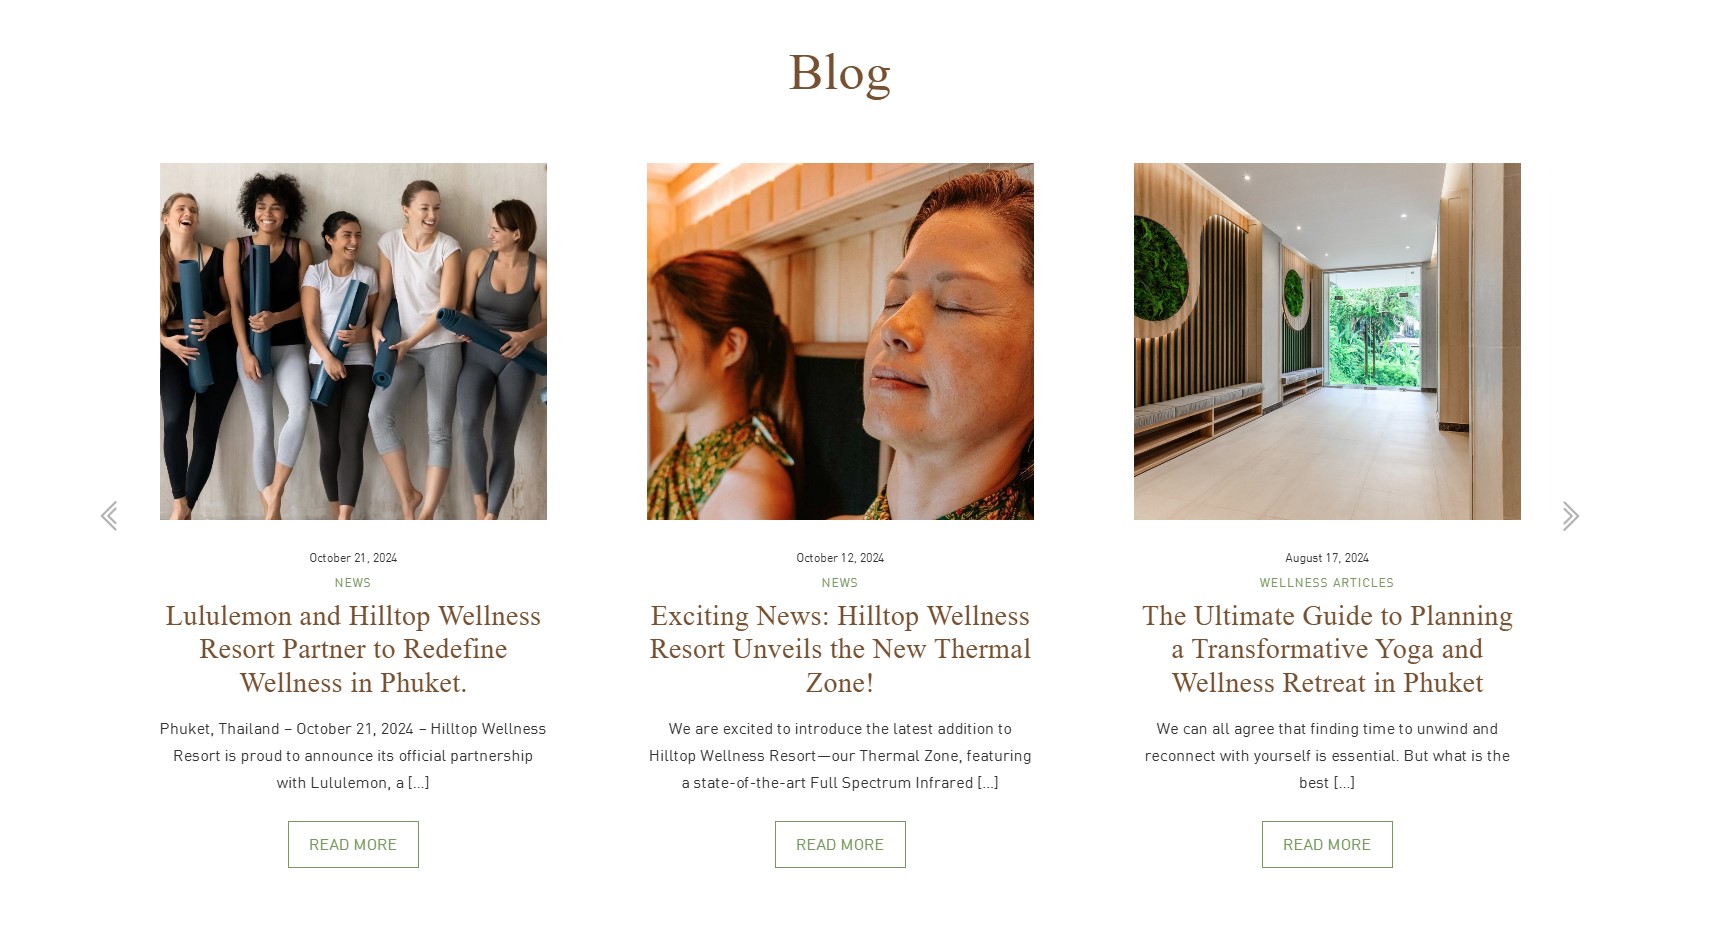 Blog
October 21, 2024
NEWS
Lululemon and Hilltop Wellness
Resort Partner to Redefine
Wellness in Phuket.
Phuket, Thailand – October 21, 2024 – Hilltop Wellness
Resort is proud to announce its official partnership
with Lululemon, a [...]
READ MORE
October 12, 2024
NEWS
Exciting News: Hilltop Wellness
Resort Unveils the New Thermal
Zone!
We are excited to introduce the latest addition to
Hilltop Wellness Resort—our Thermal Zone, featuring
a state-of-the-art Full Spectrum Infrared [...]
READ MORE
August 17, 2024
WELLNESS ARTICLES
The Ultimate Guide to Planning
a Transformative Yoga and
Wellness Retreat in Phuket
We can all agree that finding time to unwind and
reconnect with yourself is essential. But what is the
best [...]
READ MORE